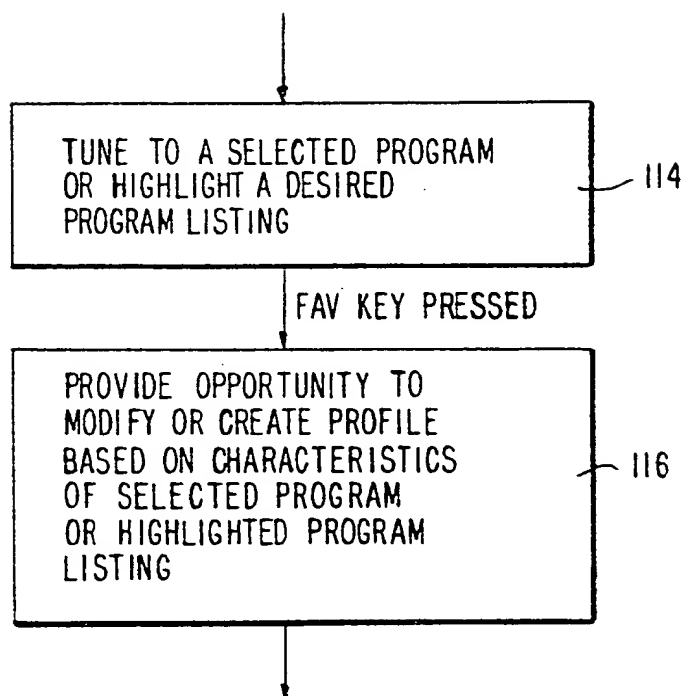 TUNE TO A SELECTED PROGRAM
OR HIGHLIGHT A DESIRED
PROGRAM LISTING
114
FAV KEY PRESSED
PROVIDE OPPORTUNITY TO
MODIFY OR CREATE PROFILE
BASED ON CHARACTERISTICS
OF SELECTED PROGRAM
OR HIGHLIGHTED PROGRAM
LISTING
116